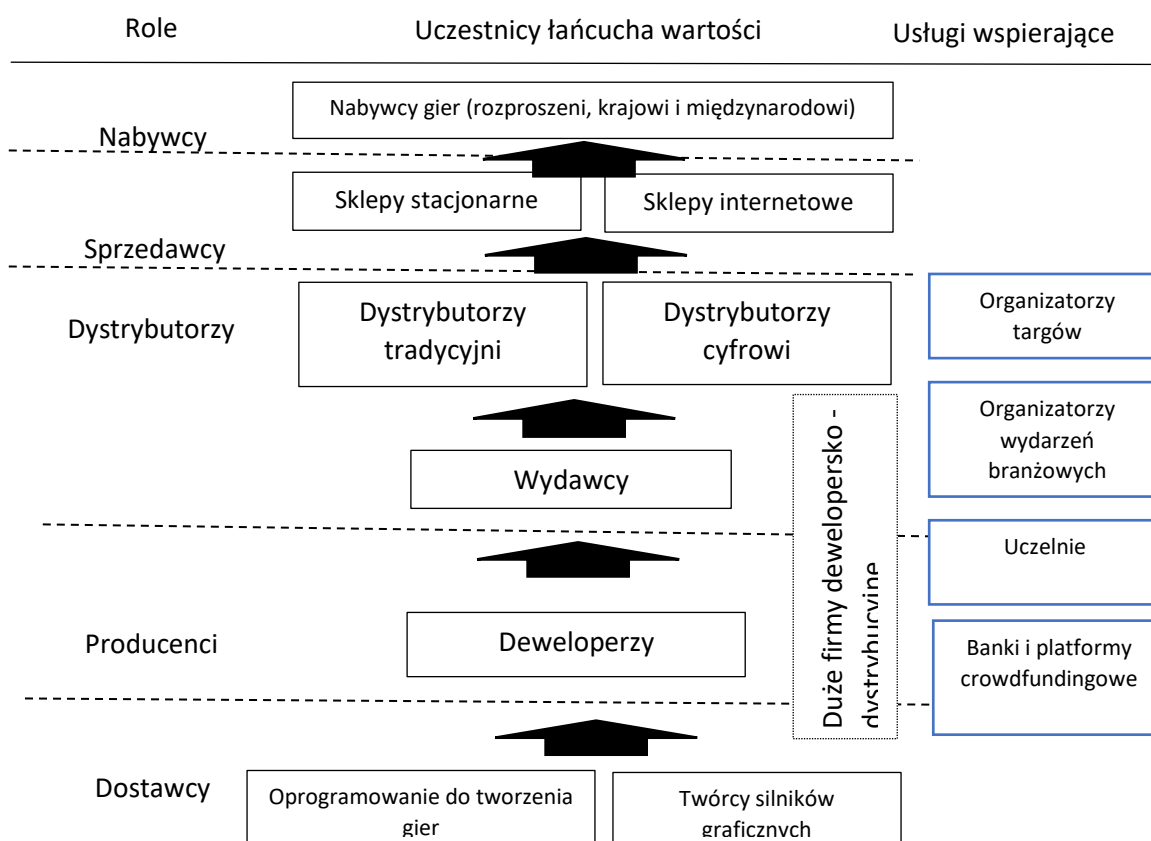 Role
Uczestnicy łańcucha wartości
Usługi wspierające
Nabywcy gier (rozproszeni, krajowi i międzynarodowi)
Nabywcy
Sklepy stacjonarne
Sklepy internetowe
Sprzedawcy
Dystrybutorzy
Dystrybutorzy
tradycyjni
Dystrybutorzy
cyfrowi
Organizatorzy
targów
Wydawcy
Organizatorzy
wydarzeń
branżowych
Duże firmy dewelopersko -
dystrybucyjne
Uczelnie
Producenci
Deweloperzy
Banki i platformy
crowdfundingowe
Dostawcy
Oprogramowanie do tworzenia
gier
Twórcy silników
graficznych